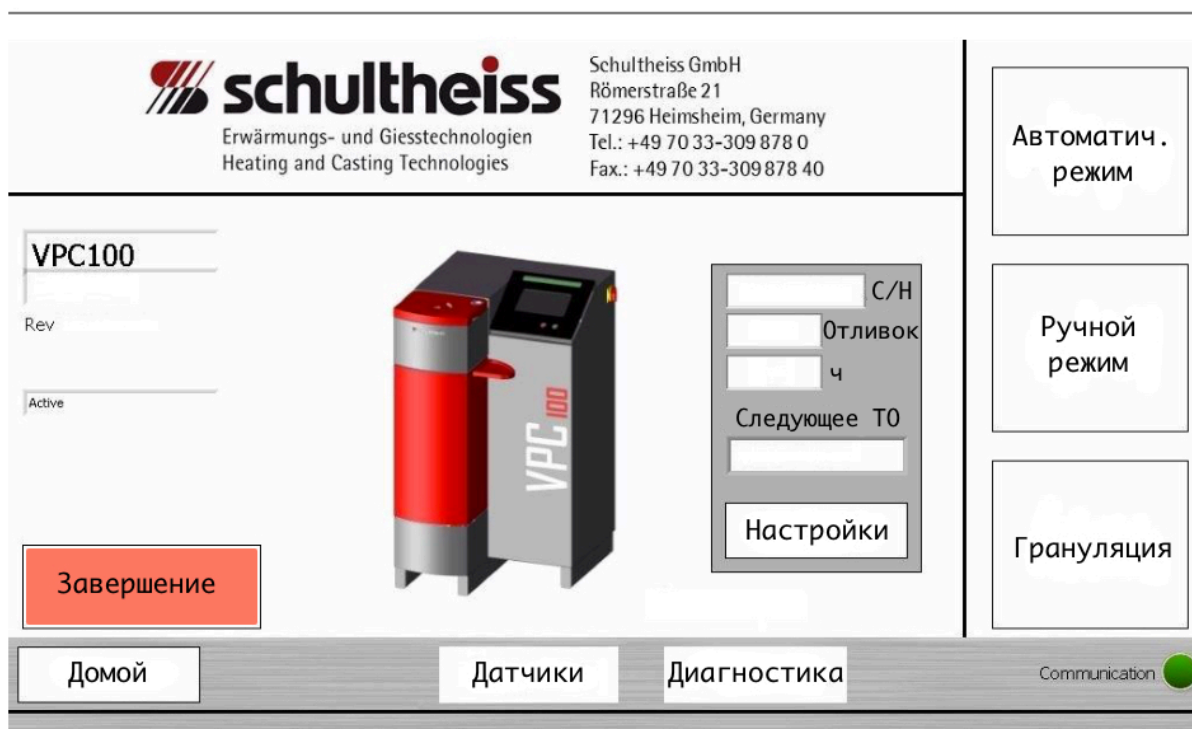 schultheiss
Erwärmungs- und Giesstechnologien
Heating and Casting Technologies
Schultheiss GmbH
Römerstraße 21
71296 Heimsheim, Germany
Tel.: +49 70 33-309 878 0
Fax.: +49 70 33-309 878 40
Автоматич.
режим
VPC100
Rev
Active
VPC 100
С/Н
Отливок
ч
Следующее ТО
Настройки
Ручной
режим
Грануляция
Завершение
Домой
Датчики
Диагностика
Communication